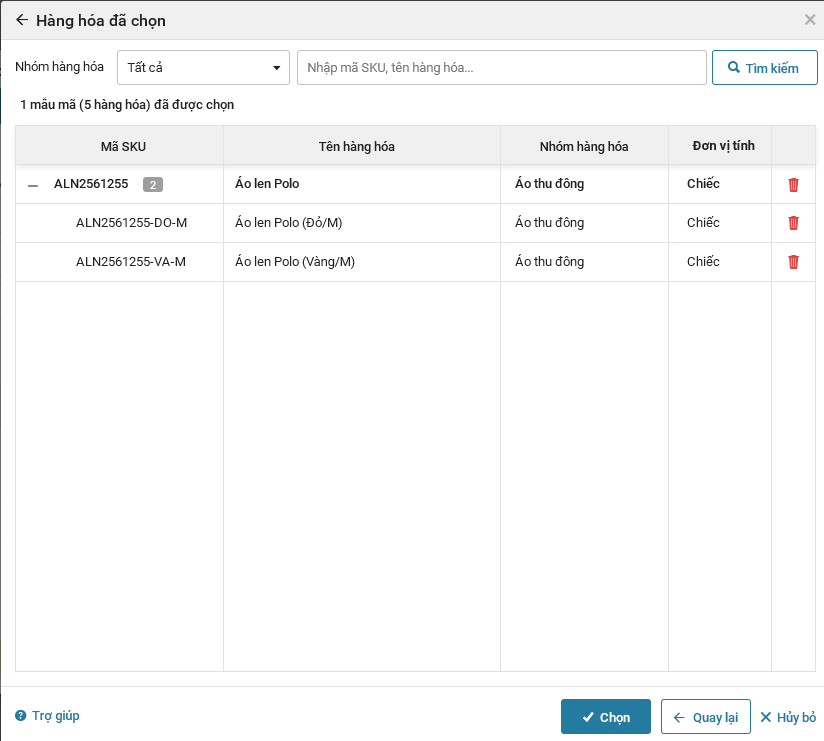 Hàng hóa đã chọn
Nhóm hàng hóa Tất cả Nhập mã SKU, tên hàng hóa... Tìm kiếm
1 mẫu mã (5 hàng hóa) đã được chọn
Mã SKU Tên hàng hóa Nhóm hàng hóa Đơn vị tính
ALN2561255 2 Áo len Polo Áo thu đông Chiếc
ALN2561255-DO-M Áo len Polo (Đỏ/M) Áo thu đông Chiếc
ALN2561255-VA-M Áo len Polo (Vàng/M) Áo thu đông Chiếc
Trợ giúp Chọn Quay lại Hủy bỏ